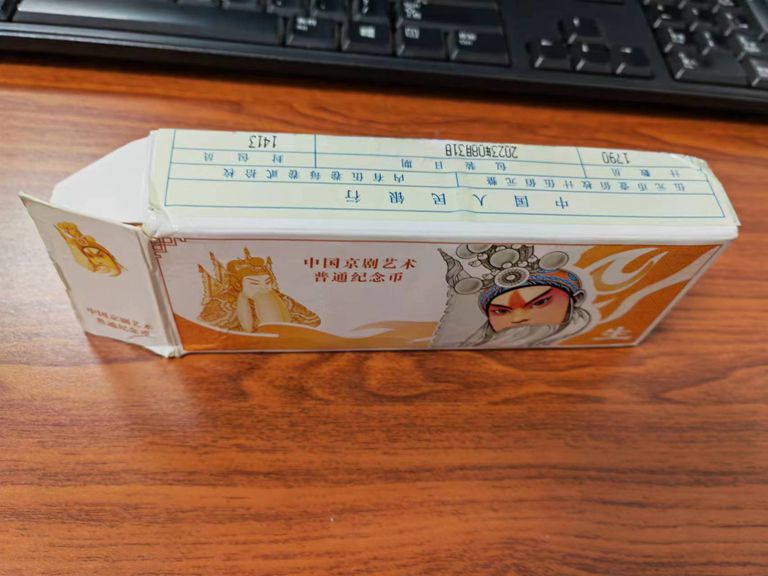 中国人民银行
伍元币壹佰枚计伍佰元整 内有伍卷每卷贰拾枚
计数员 包装日期 封包员
1790 2023年08月31日 1413
中国京剧艺术
普通纪念币
生
中国京剧艺术
普通纪念币